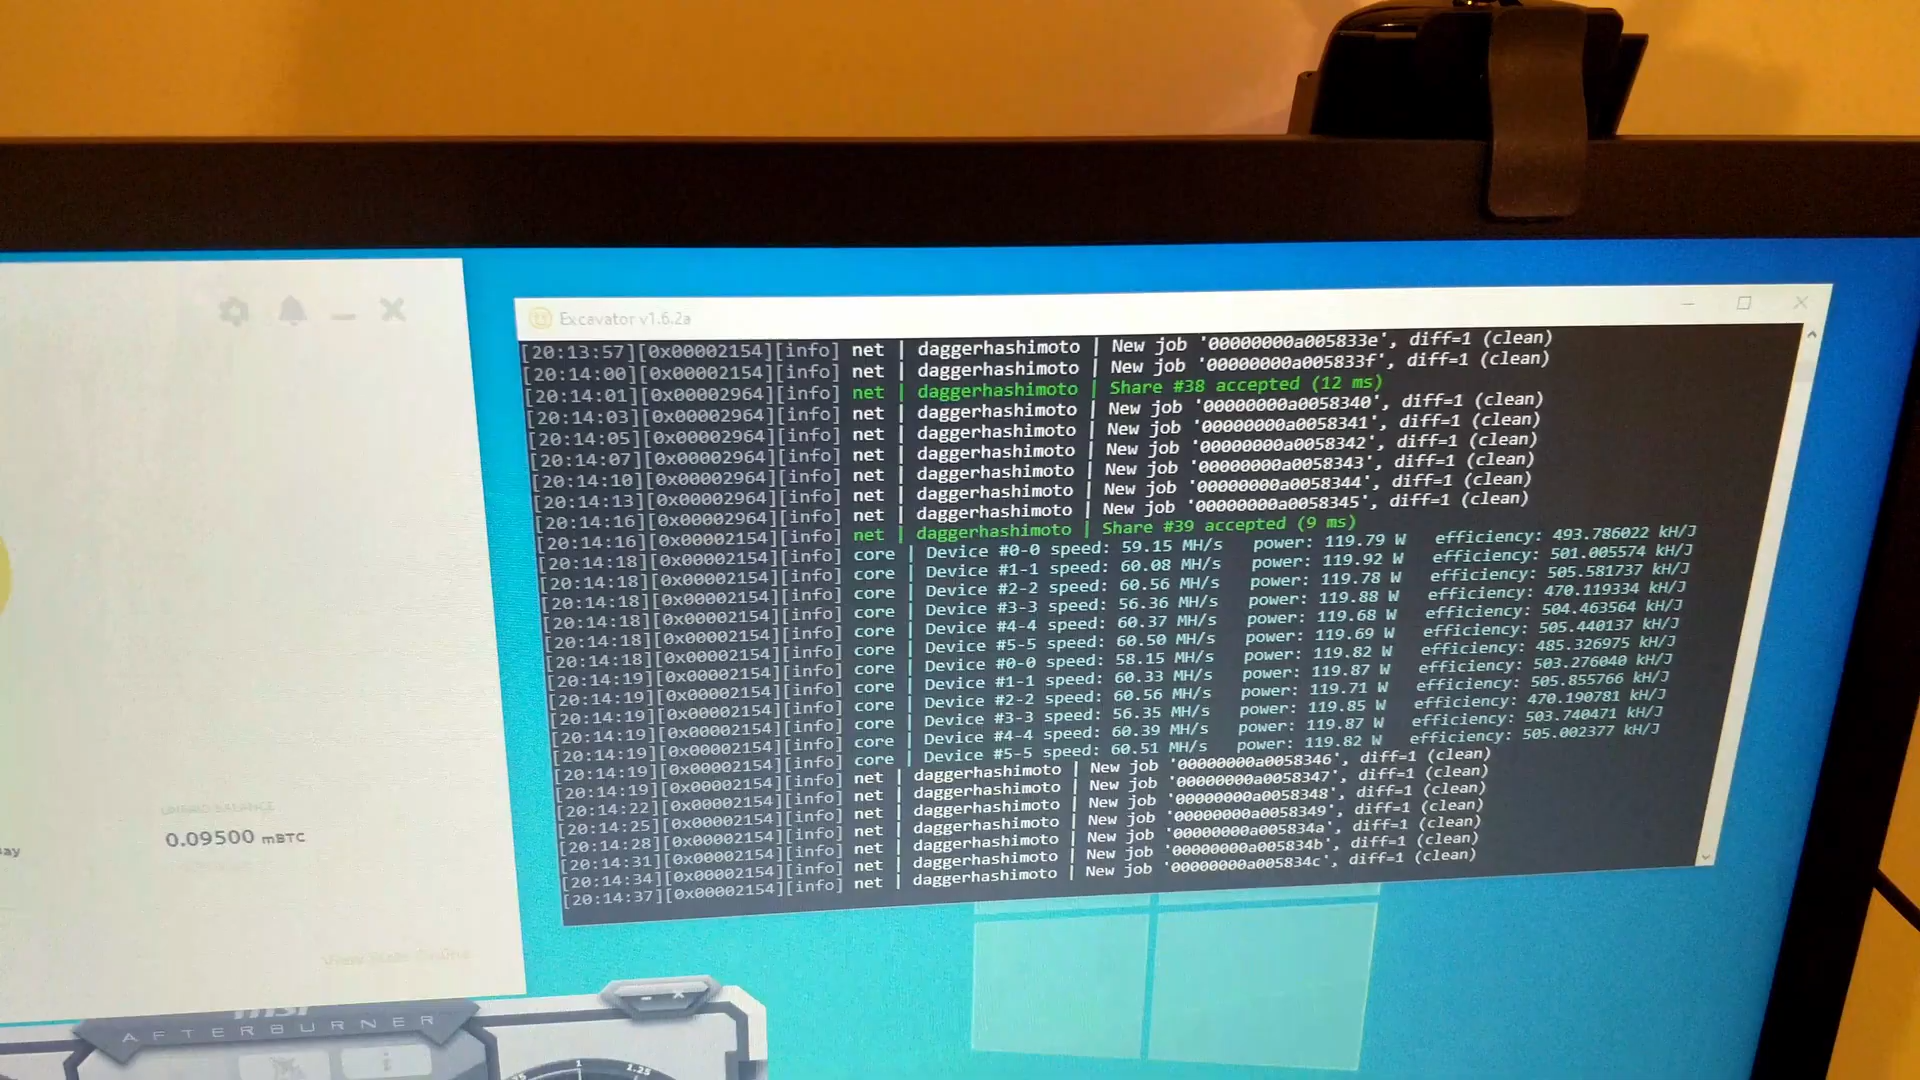 Excavator v1.6.2a
[20:13:57][0x00002154][info] net | daggerhashimoto | New job '00000000a005833e', diff=1 (clean)
[20:14:00][0x00002154][info] net | daggerhashimoto | New job '00000000a005833f', diff=1 (clean)
[20:14:01][0x00002964][info] net | daggerhashimoto | Share #38 accepted (12 ms)
[20:14:03][0x00002964][info] net | daggerhashimoto | New job '00000000a0058340', diff=1 (clean)
[20:14:05][0x00002964][info] net | daggerhashimoto | New job '00000000a0058341', diff=1 (clean)
[20:14:07][0x00002964][info] net | daggerhashimoto | New job '00000000a0058342', diff=1 (clean)
[20:14:10][0x00002964][info] net | daggerhashimoto | New job '00000000a0058343', diff=1 (clean)
[20:14:13][0x00002964][info] net | daggerhashimoto | New job '00000000a0058344', diff=1 (clean)
[20:14:16][0x00002964][info] net | daggerhashimoto | New job '00000000a0058345', diff=1 (clean)
[20:14:16][0x00002154][info] net | daggerhashimoto | Share #39 accepted (9 ms)
[20:14:18][0x00002154][info] core | Device #0-0 speed: 59.15 MH/s power: 119.79 W efficiency: 493.786022 kH/J
[20:14:18][0x00002154][info] core | Device #1-1 speed: 60.08 MH/s power: 119.92 W efficiency: 501.005574 kH/J
[20:14:18][0x00002154][info] core | Device #2-2 speed: 60.56 MH/s power: 119.78 W efficiency: 505.581737 kH/J
[20:14:18][0x00002154][info] core | Device #3-3 speed: 56.36 MH/s power: 119.88 W efficiency: 470.119334 kH/J
[20:14:18][0x00002154][info] core | Device #4-4 speed: 60.37 MH/s power: 119.68 W efficiency: 504.463564 kH/J
[20:14:18][0x00002154][info] core | Device #5-5 speed: 60.50 MH/s power: 119.69 W efficiency: 505.440137 kH/J
[20:14:19][0x00002154][info] core | Device #0-0 speed: 58.15 MH/s power: 119.82 W efficiency: 485.326975 kH/J
[20:14:19][0x00002154][info] core | Device #1-1 speed: 60.33 MH/s power: 119.87 W efficiency: 503.276040 kH/J
[20:14:19][0x00002154][info] core | Device #2-2 speed: 60.56 MH/s power: 119.71 W efficiency: 505.855766 kH/J
[20:14:19][0x00002154][info] core | Device #3-3 speed: 56.35 MH/s power: 119.85 W efficiency: 470.190781 kH/J
[20:14:19][0x00002154][info] core | Device #4-4 speed: 60.39 MH/s power: 119.87 W efficiency: 503.740471 kH/J
[20:14:19][0x00002154][info] core | Device #5-5 speed: 60.51 MH/s power: 119.82 W efficiency: 505.002377 kH/J
[20:14:19][0x00002154][info] net | daggerhashimoto | New job '00000000a0058346', diff=1 (clean)
[20:14:22][0x00002154][info] net | daggerhashimoto | New job '00000000a0058347', diff=1 (clean)
[20:14:25][0x00002154][info] net | daggerhashimoto | New job '00000000a0058348', diff=1 (clean)
[20:14:28][0x00002154][info] net | daggerhashimoto | New job '00000000a0058349', diff=1 (clean)
[20:14:31][0x00002154][info] net | daggerhashimoto | New job '00000000a005834a', diff=1 (clean)
[20:14:34][0x00002154][info] net | daggerhashimoto | New job '00000000a005834b', diff=1 (clean)
[20:14:37][0x00002154][info] net | daggerhashimoto | New job '00000000a005834c', diff=1 (clean)
UNPAID BALANCE
0.09500 mBTC
ay
msi
AFTERBURNER
i
1
1.25